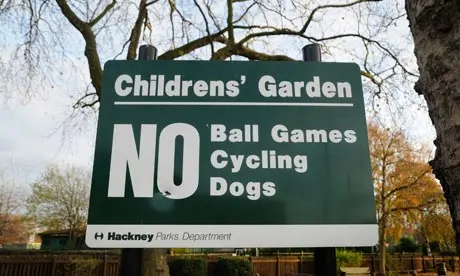 Childrens' Garden
NO
Ball Games
Cycling
Dogs
Hackney Parks Department